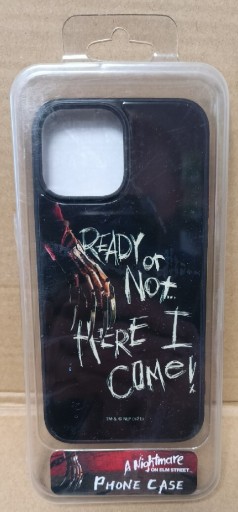 READY or
NOT...
HERE I
COME!
A Nightmare
ON ELM STREET
PHONE CASE